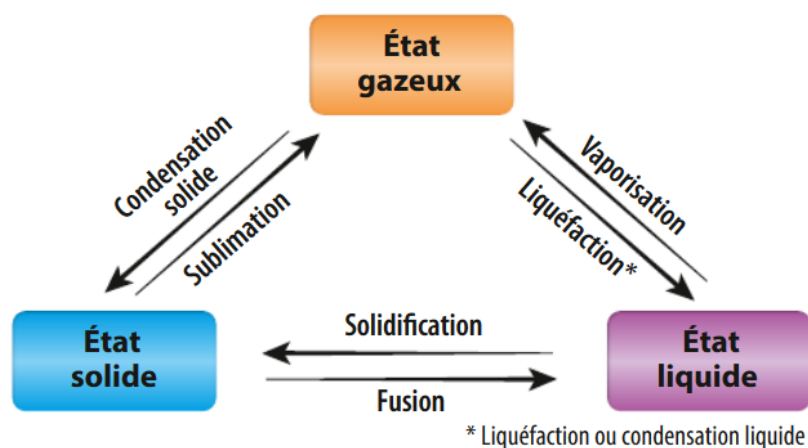 État
gazeux
Condensation
solide
Sublimation
Vaporisation
Liquéfaction*
État
solide
Solidification
Fusion
État
liquide
* Liquéfaction ou condensation liquide